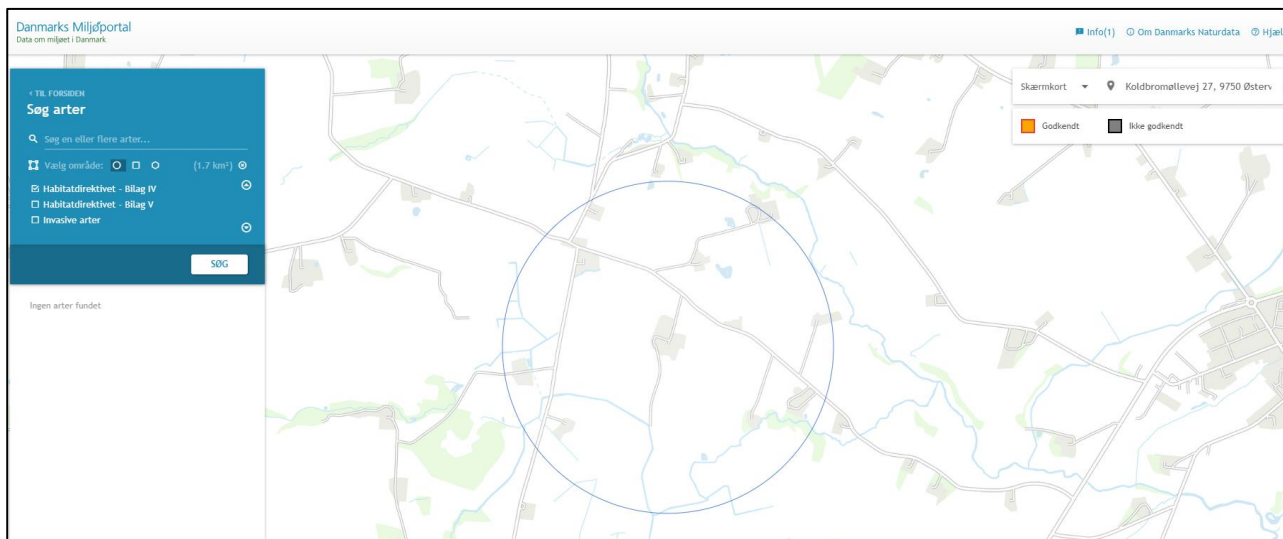 Danmarks Miljøportal
Data om miljøet i Danmark
Info(1) Om Danmarks Naturdata Hjæl
‹ TIL FORSIDEN
Søg arter
Søg en eller flere arter...
Vælg område: (1.7 km²)
Habitatdirektivet - Bilag IV
Habitatdirektivet - Bilag V
Invasive arter
SØG
Ingen arter fundet
Skærmkort Koldbromøllevej 27, 9750 Østerv
Godkendt Ikke godkendt